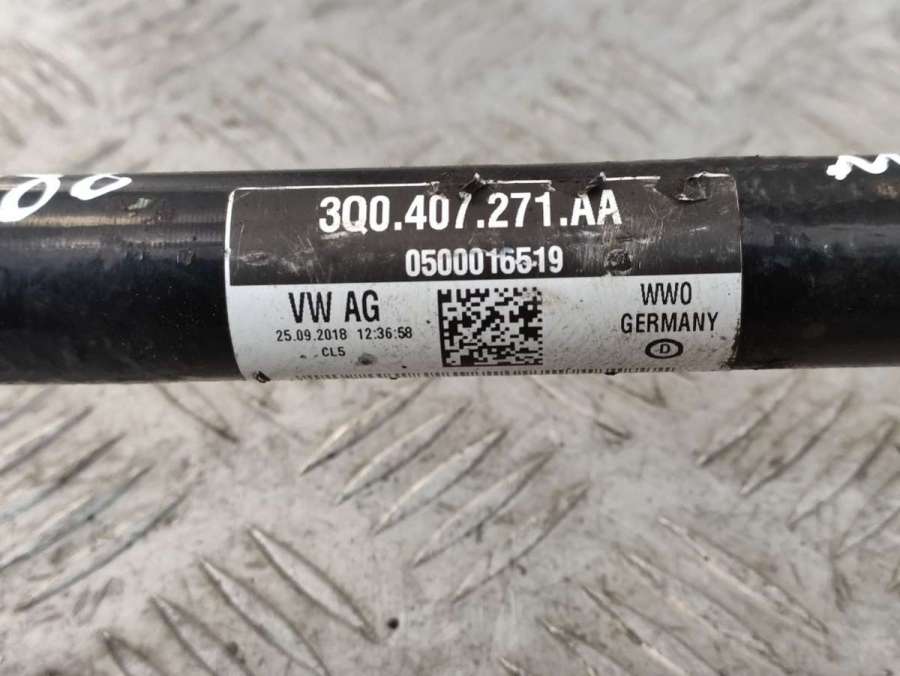 3Q0.407.271.AA
0500016519
VW AG
25.09.2018 12:36:58
CL5
WWO
GERMANY
D